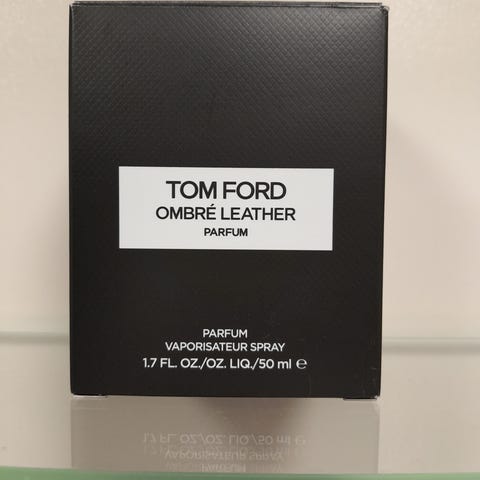 TOM FORD
OMBRÉ LEATHER
PARFUM
PARFUM
VAPORISATEUR SPRAY
1.7 FL. OZ./OZ. LIQ./50 ml ℮